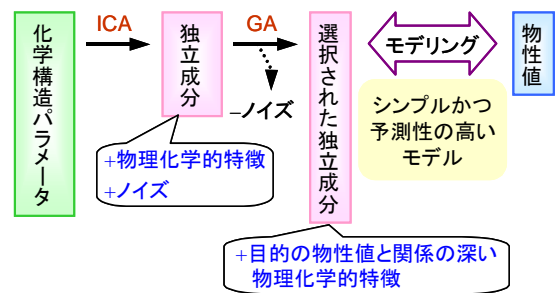 化学構造パラメータ
ICA
独立成分
GA
−ノイズ
選択された独立成分
モデリング
物性値
シンプルかつ
予測性の高い
モデル
+物理化学的特徴
+ノイズ
+目的の物性値と関係の深い
物理化学的特徴